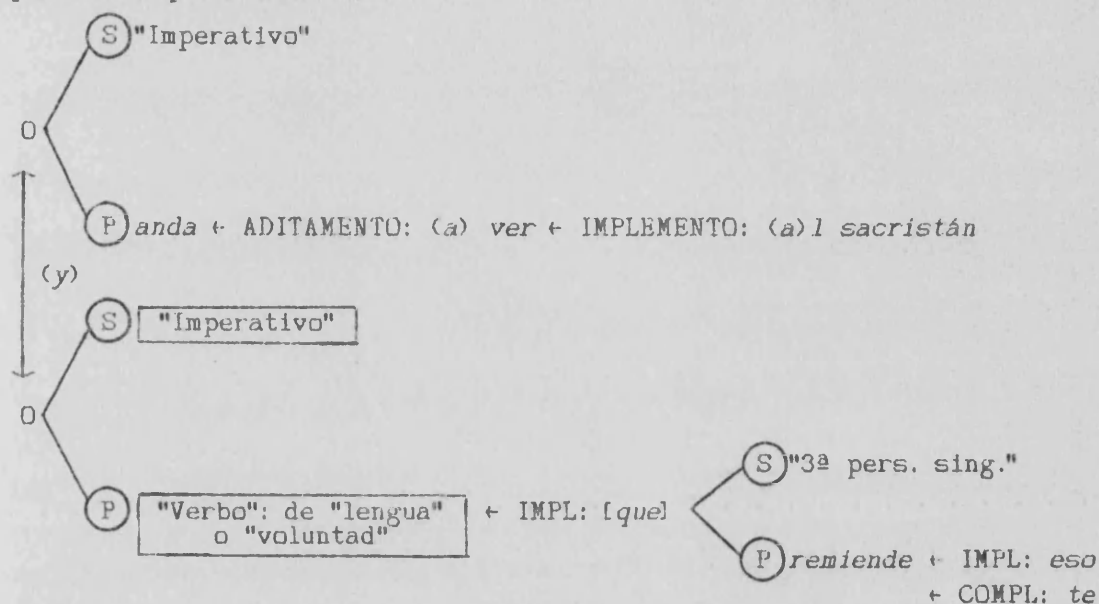 S "Imperativo"
O
P anda ← ADITAMENTO: (a) ver ← IMPLEMENTO: (a)l sacristán
(y)
S "Imperativo"
O
S "3ª pers. sing."
P "Verbo": de "lengua" ← IMPL: [que]
o "voluntad"
P remiende ← IMPL: eso
← COMPL: te